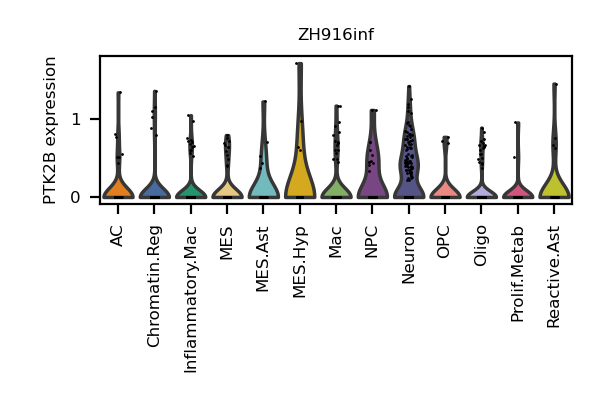 ZH916inf
PTK2B expression
1
0
AC
Chromatin.Reg
Inflammatory.Mac
MES
MES.Ast
MES.Hyp
Mac
NPC
Neuron
OPC
Oligo
Prolif.Metab
Reactive.Ast